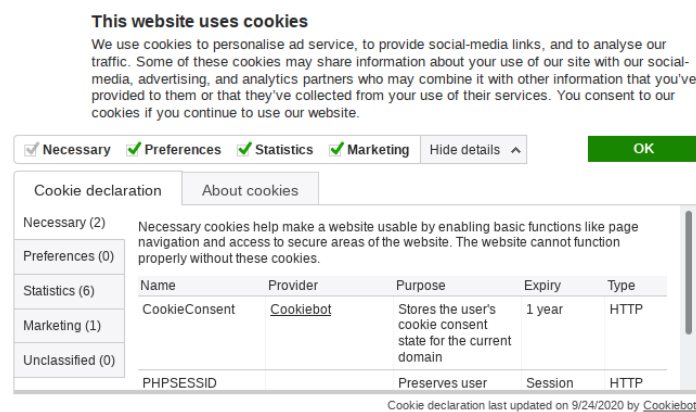 This website uses cookies
We use cookies to personalise ad service, to provide social-media links, and to analyse our
traffic. Some of these cookies may share information about your use of our site with our social-
media, advertising, and analytics partners who may combine it with other information that you've
provided to them or that they've collected from your use of their services. You consent to our
cookies if you continue to use our website.
Necessary Preferences Statistics Marketing Hide details OK
Cookie declaration About cookies
Necessary (2)
Preferences (0)
Statistics (6)
Marketing (1)
Unclassified (0)
Necessary cookies help make a website usable by enabling basic functions like page
navigation and access to secure areas of the website. The website cannot function
properly without these cookies.
Name Provider Purpose Expiry Type
CookieConsent Cookiebot Stores the user's 1 year HTTP
cookie consent
state for the current
domain
PHPSESSID Preserves user Session HTTP
Cookie declaration last updated on 9/24/2020 by Cookiebot